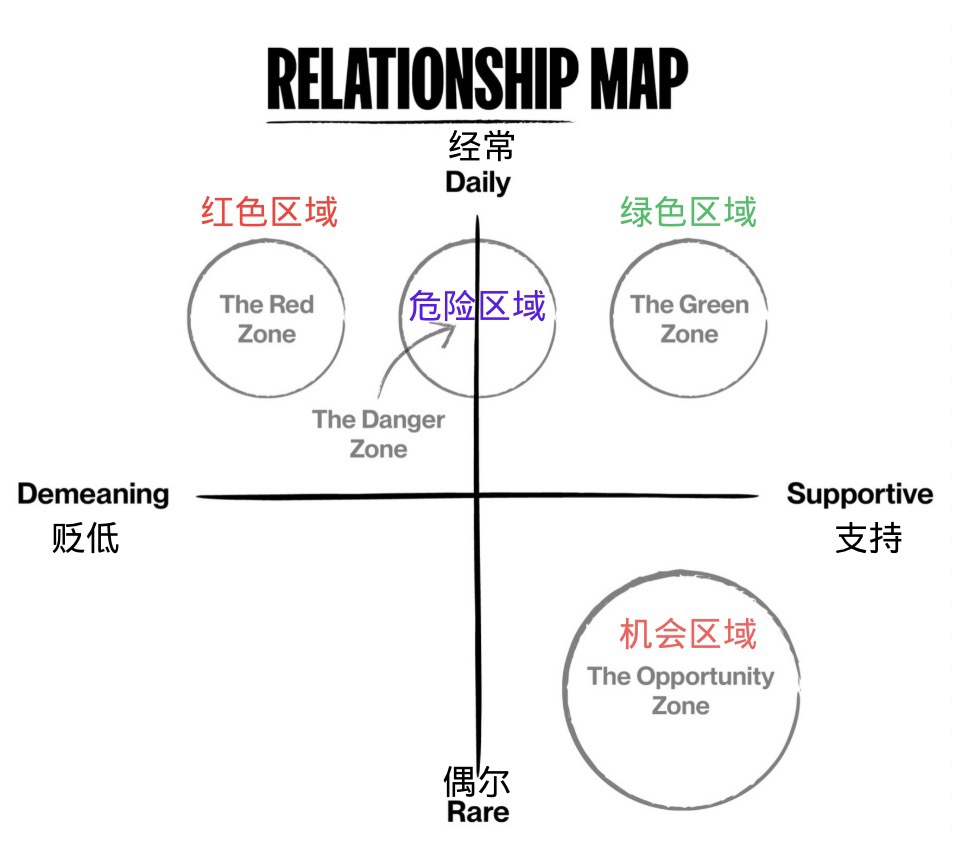 RELATIONSHIP MAP
经常
Daily
红色区域
绿色区域
The Red
Zone
危险区域
The Green
Zone
The Danger
Zone
Demeaning
贬低
Supportive
支持
机会区域
The Opportunity
Zone
偶尔
Rare